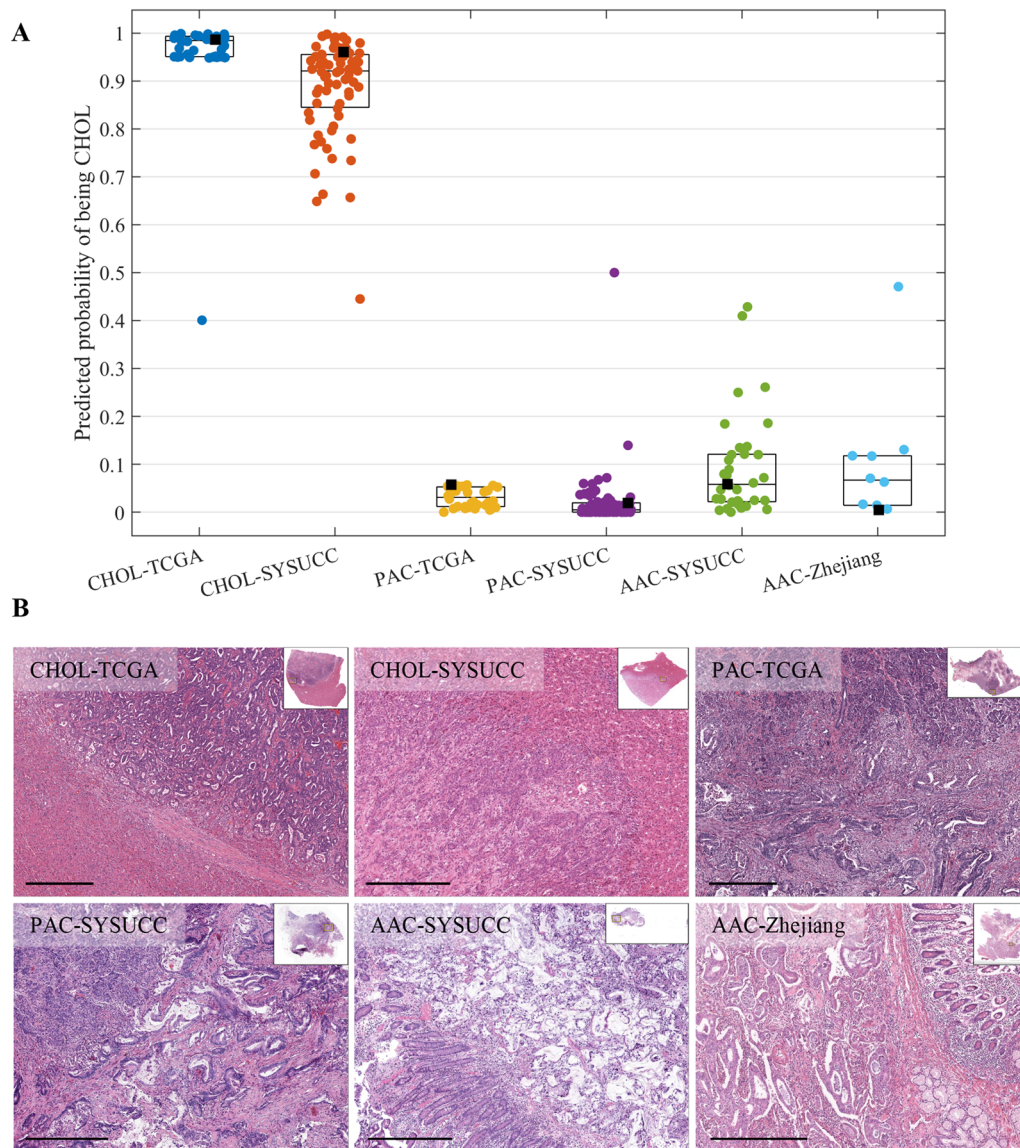 A
Predicted probability of being CHOL
1
0.9
0.8
0.7
0.6
0.5
0.4
0.3
0.2
0.1
0
CHOL-TCGA
CHOL-SYSUCC
PAC-TCGA
PAC-SYSUCC
AAC-SYSUCC
AAC-Zhejiang
B
CHOL-TCGA
CHOL-SYSUCC
PAC-TCGA
PAC-SYSUCC
AAC-SYSUCC
AAC-Zhejiang